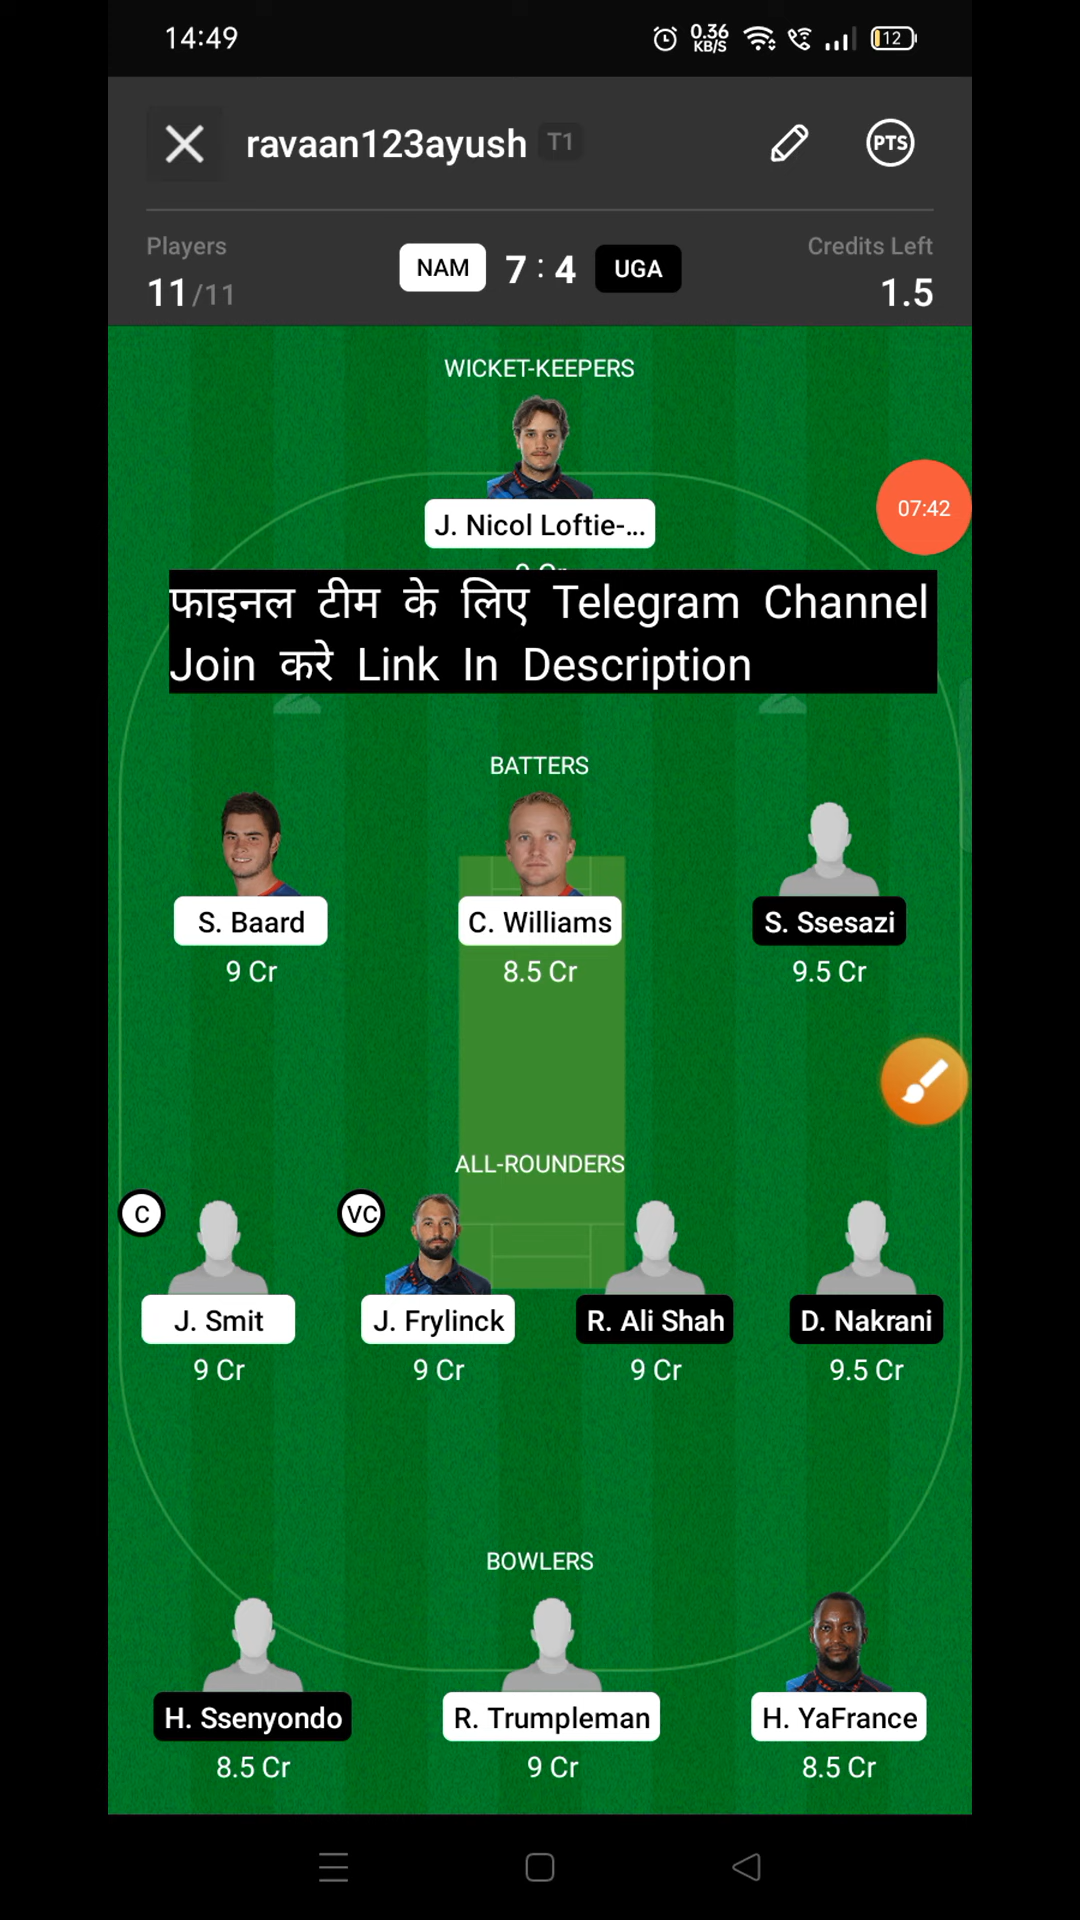 14:49
0.36
KB/S
12
ravaan123ayush T1
PTS
Players
Credits Left
NAM 7 : 4 UGA
11/11
1.5
WICKET-KEEPERS
07:42
J. Nicol Loftie-...
फाइनल टीम के लिए Telegram Channel
Join करे Link In Description
BATTERS
S. Baard
C. Williams
S. Ssesazi
9 Cr
8.5 Cr
9.5 Cr
ALL-ROUNDERS
C
VC
J. Smit
J. Frylinck
R. Ali Shah
D. Nakrani
9 Cr
9 Cr
9 Cr
9.5 Cr
BOWLERS
H. Ssenyondo
R. Trumpleman
H. YaFrance
8.5 Cr
9 Cr
8.5 Cr